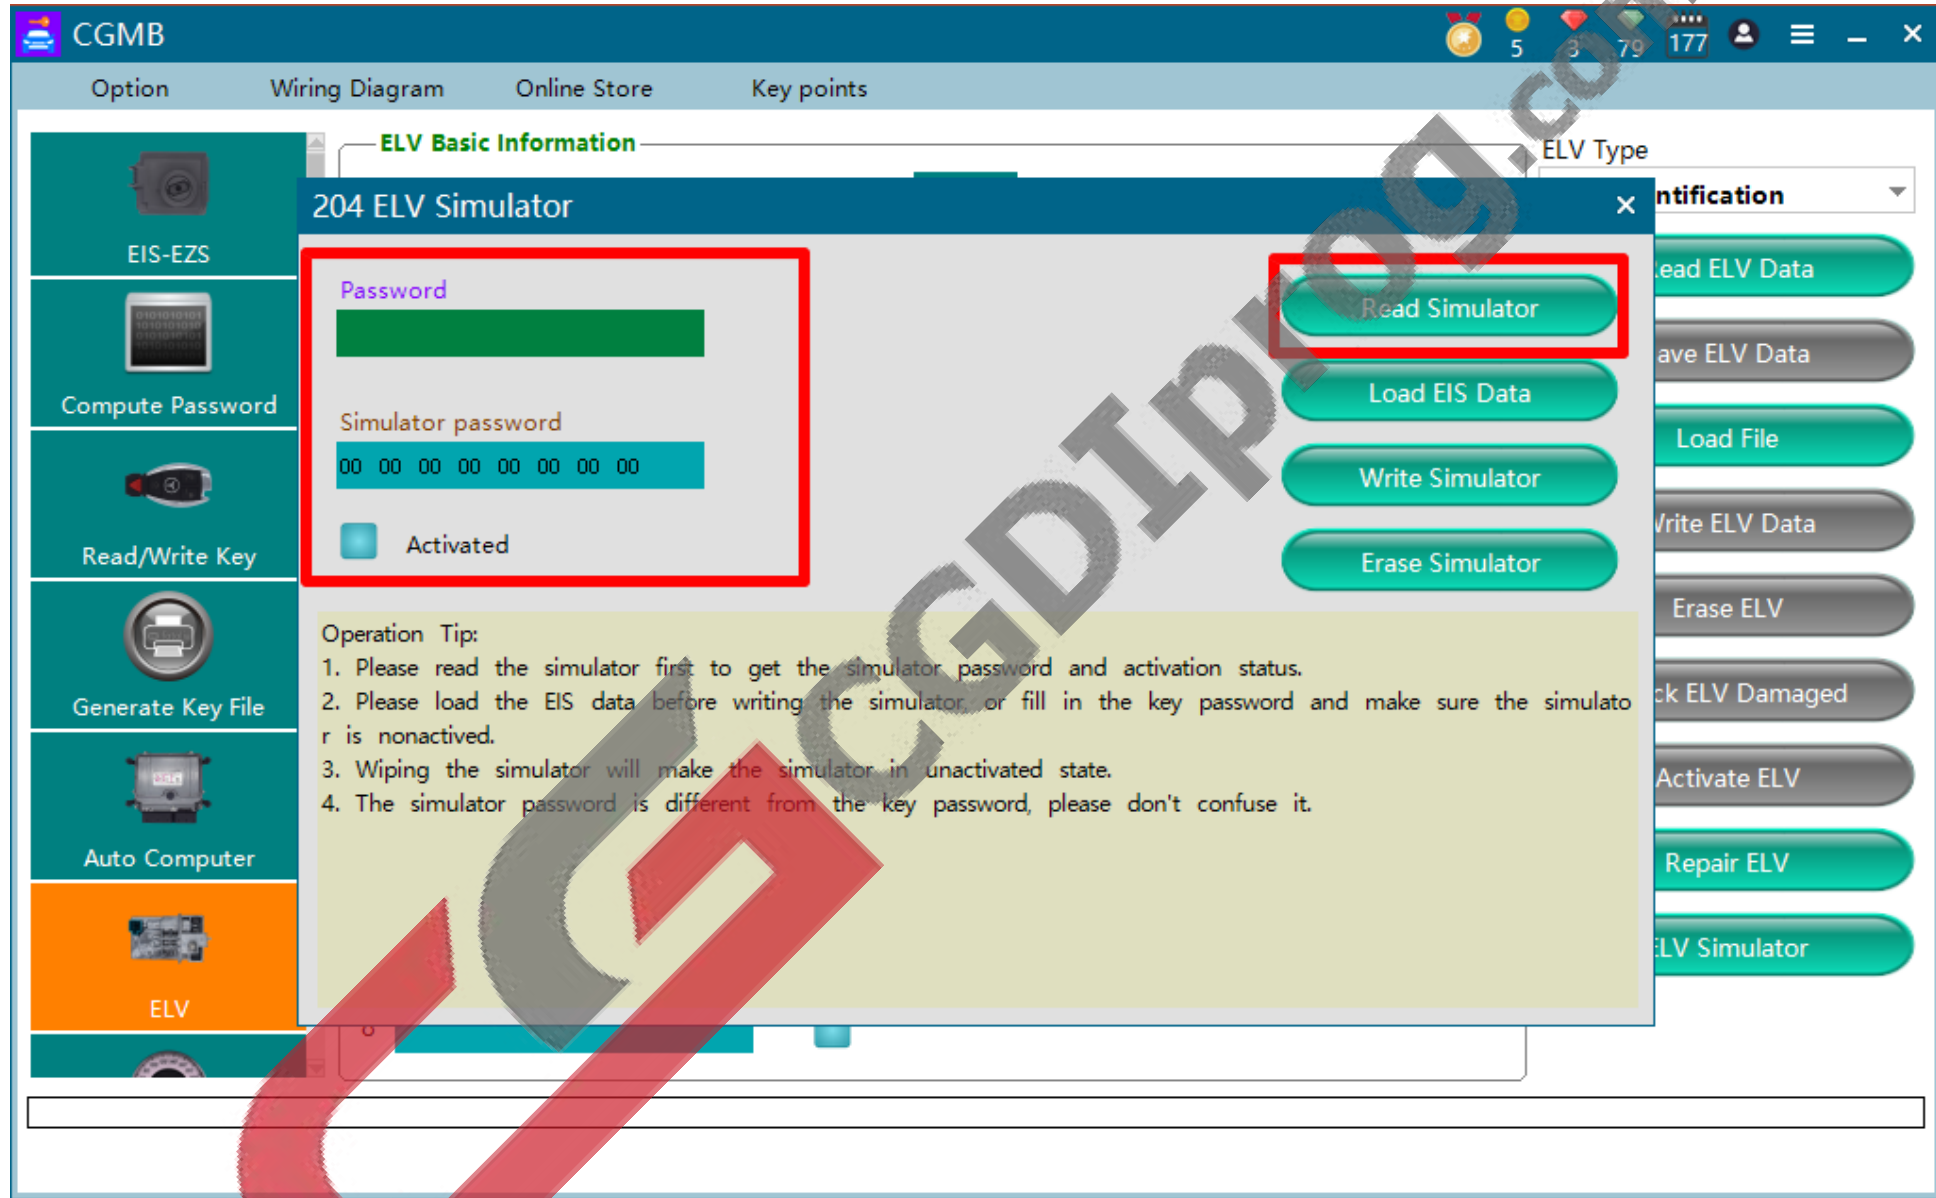 CGMB
5 3 79 177
Option Wiring Diagram Online Store Key points
ELV Basic Information
ELV Type
204 ELV Simulator
ntification
EIS-EZS
Password
Read Simulator
ead ELV Data
Load EIS Data
ave ELV Data
Compute Password
Simulator password
00 00 00 00 00 00 00 00
Load File
Write Simulator
rite ELV Data
Read/Write Key
Activated
Erase Simulator
Erase ELV
Operation Tip:
1. Please read the simulator first to get the simulator password and activation status.
2. Please load the EIS data before writing the simulator, or fill in the key password and make sure the simulato
r is nonactived.
3. Wiping the simulator will make the simulator in unactivated state.
4. The simulator password is different from the key password, please don't confuse it.
Generate Key File
ck ELV Damaged
Activate ELV
Auto Computer
Repair ELV
ELV
LV Simulator
CGDIprog.com